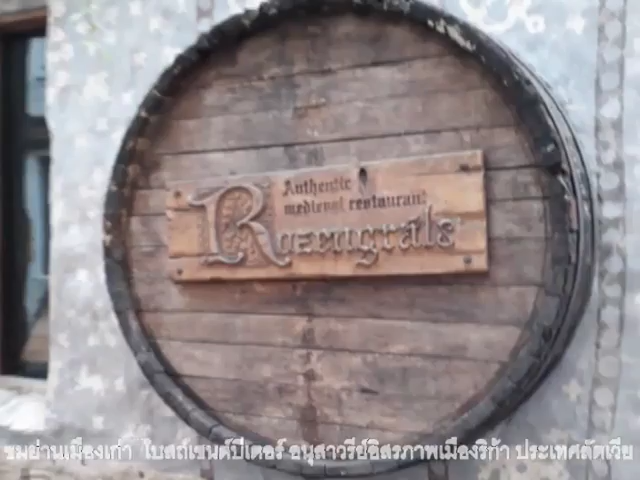 Authentic
medieval restaurant
Rozengrāls
ชมย่านเมืองเก่า โบสถ์เซนต์ปีเตอร์ อนุสาวรีย์อิสรภาพเมืองริก้า ประเทศลัตเวีย